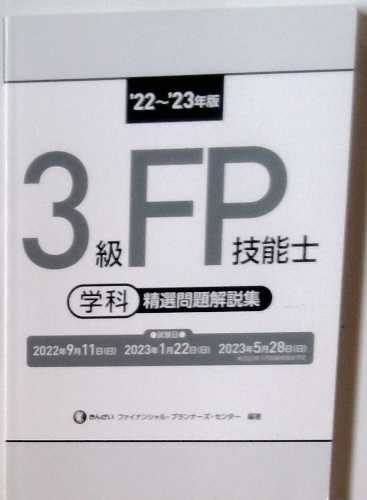 '22～'23年版
3級FP技能士
学科 精選問題解説集
●試験日●
2022年9月11日(日) 2023年1月22日(日) 2023年5月28日(日)
きんざい ファイナンシャル・プランナーズ・センター 編著